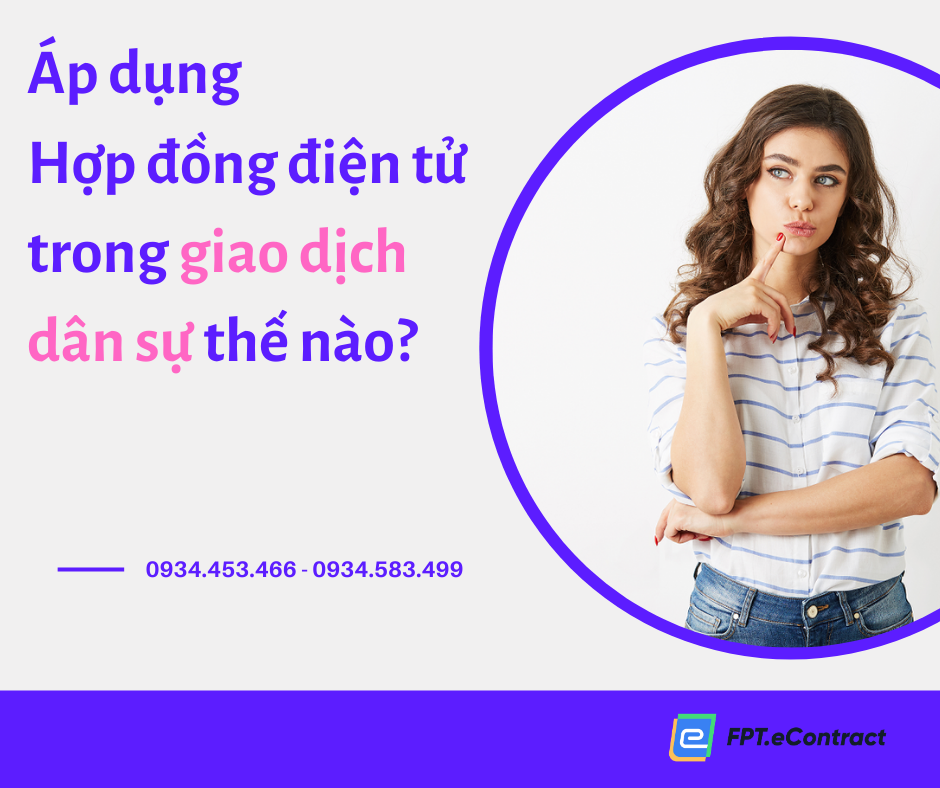 Áp dụng
Hợp đồng điện tử
trong giao dịch
dân sự thế nào?
0934.453.466 - 0934.583.499
FPT.eContract